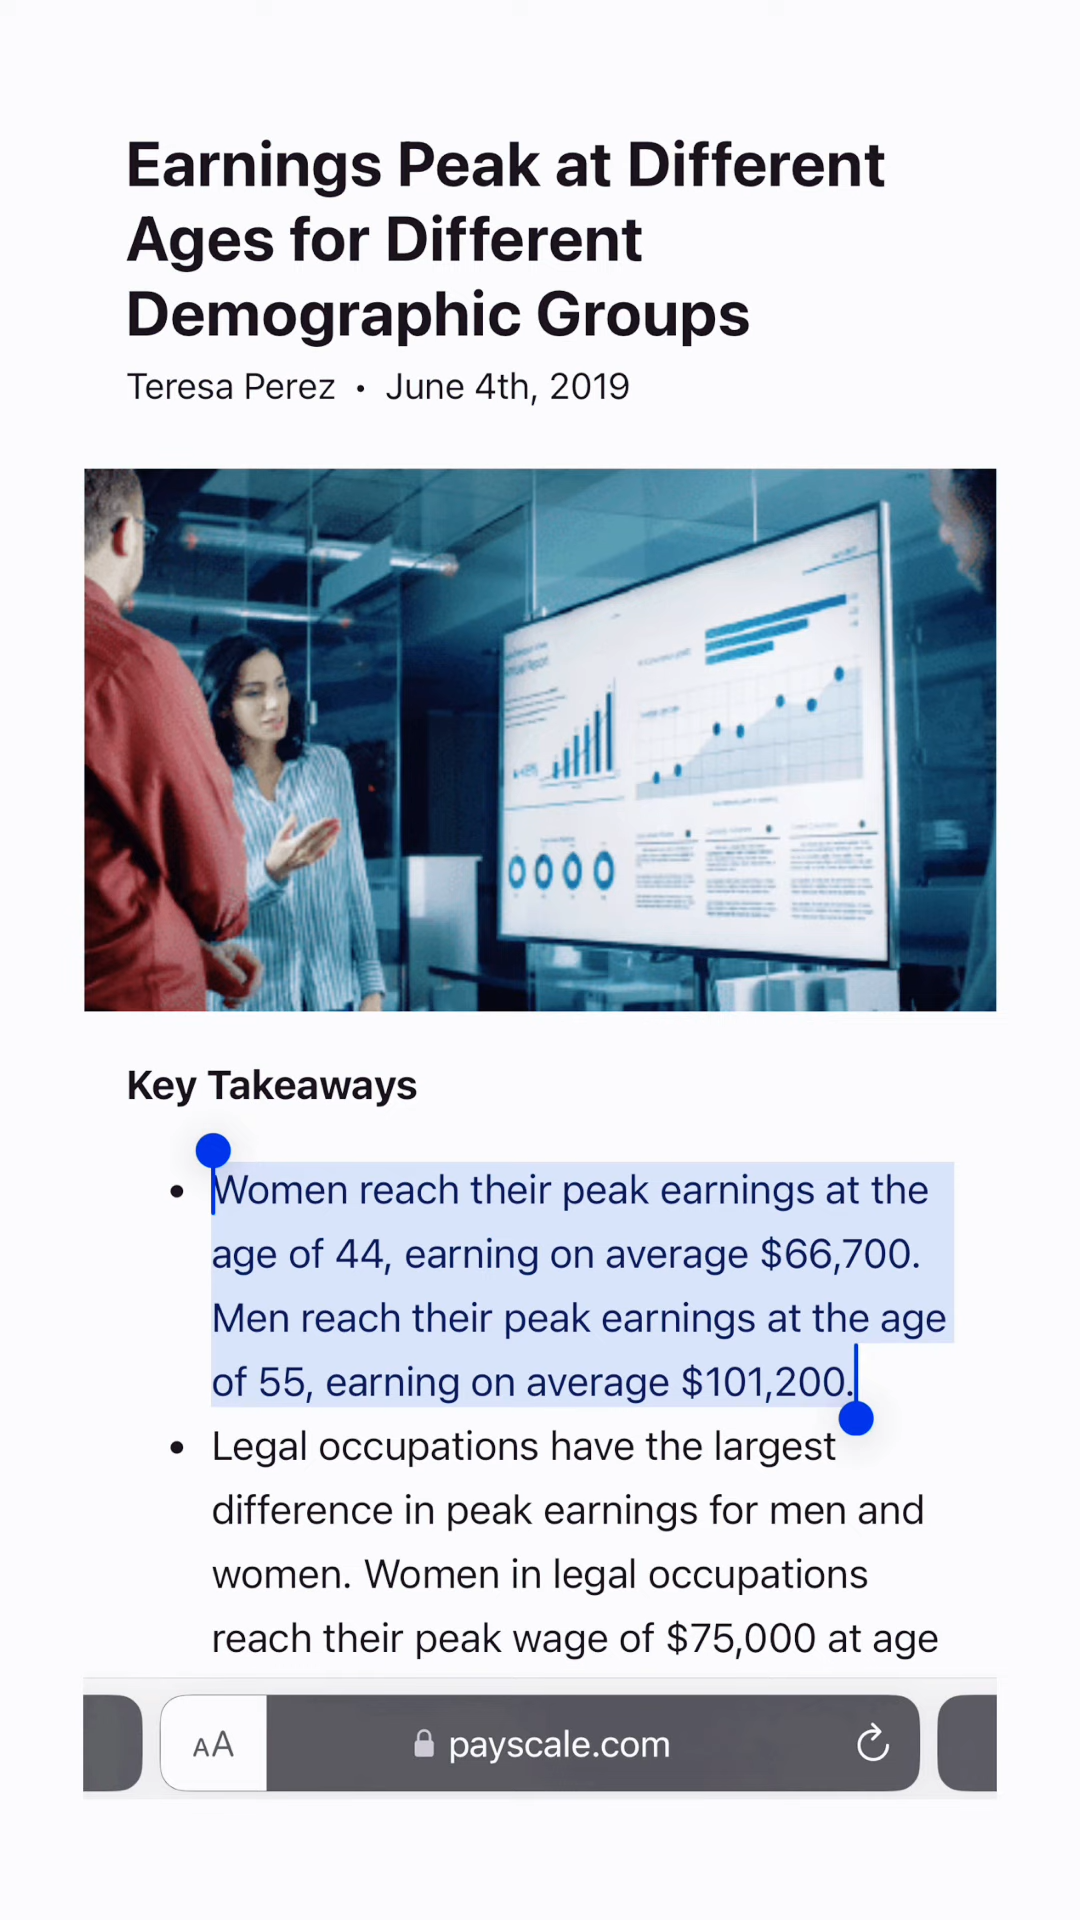 Earnings Peak at Different
Ages for Different
Demographic Groups
Teresa Perez • June 4th, 2019
Key Takeaways
• Women reach their peak earnings at the
age of 44, earning on average $66,700.
Men reach their peak earnings at the age
of 55, earning on average $101,200.
• Legal occupations have the largest
difference in peak earnings for men and
women. Women in legal occupations
reach their peak wage of $75,000 at age
AA payscale.com